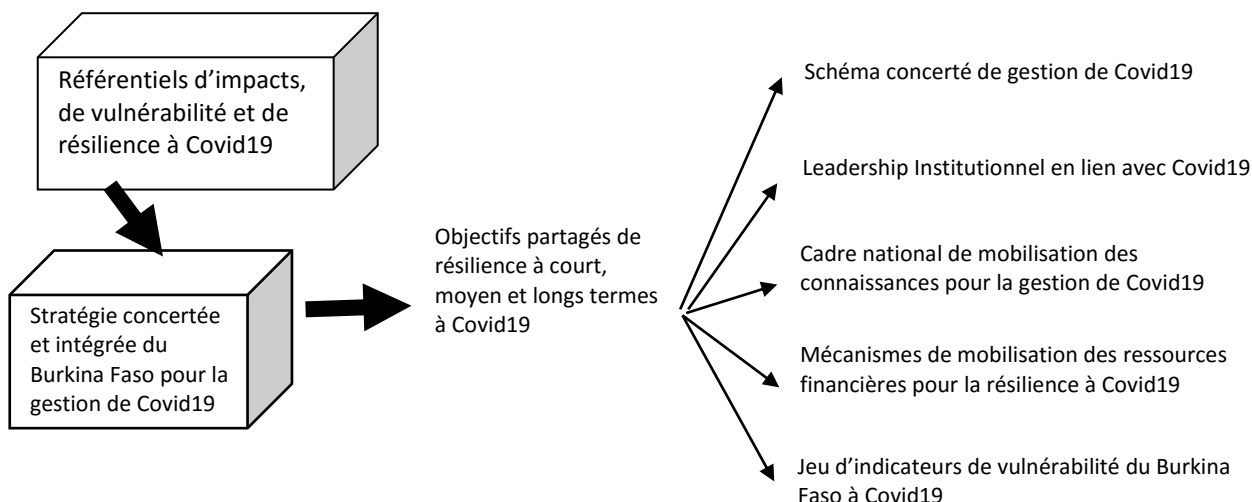 Référentiels d’impacts,
de vulnérabilité et de
résilience à Covid19
Stratégie concertée
et intégrée du
Burkina Faso pour la
gestion de Covid19
Objectifs partagés de
résilience à court,
moyen et longs termes
à Covid19
Schéma concerté de gestion de Covid19
Leadership Institutionnel en lien avec Covid19
Cadre national de mobilisation des
connaissances pour la gestion de Covid19
Mécanismes de mobilisation des ressources
financières pour la résilience à Covid19
Jeu d’indicateurs de vulnérabilité du Burkina
Faso à Covid19